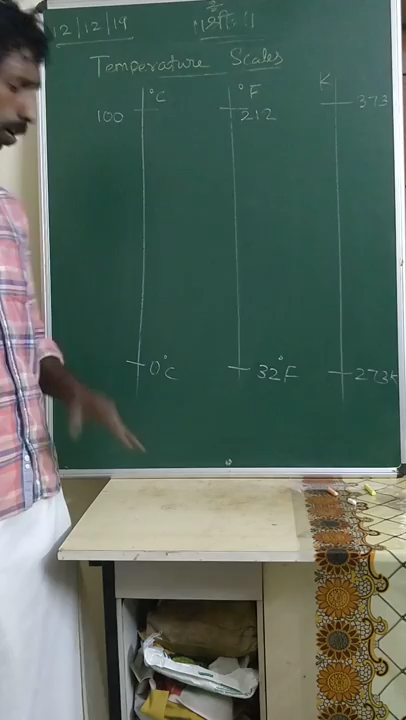 12/12/19
Temperature Scales
°C °F K
100 212 373
0°C 32°F 273K